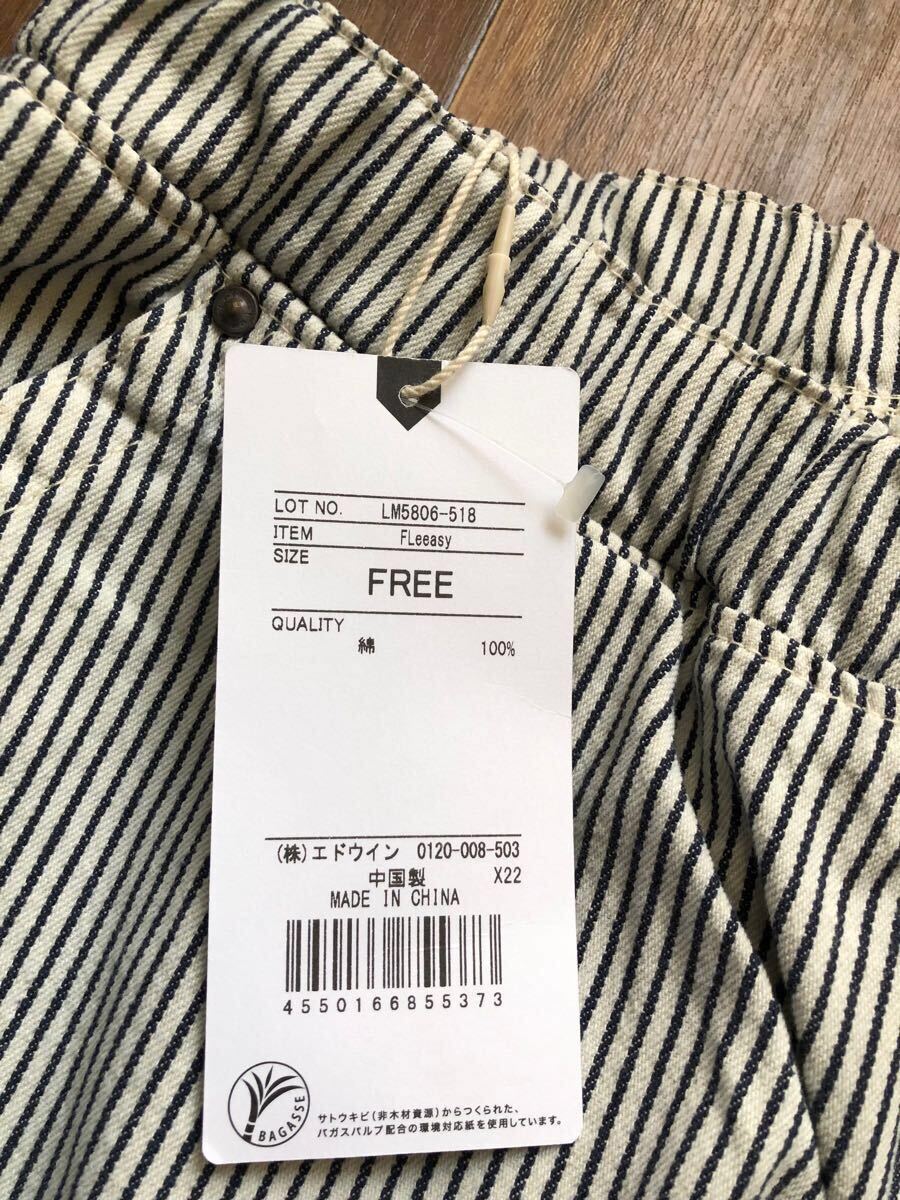 LOT NO. LM5806-518
ITEM FLeeasy
SIZE
FREE
QUALITY
綿 100%
(株)エドウイン 0120-008-503
中国製 X22
MADE IN CHINA
4550166855373
BAGASSE
サトウキビ(非木材資源)からつくられた、
バガスパルプ配合の環境対応紙を使用しています。